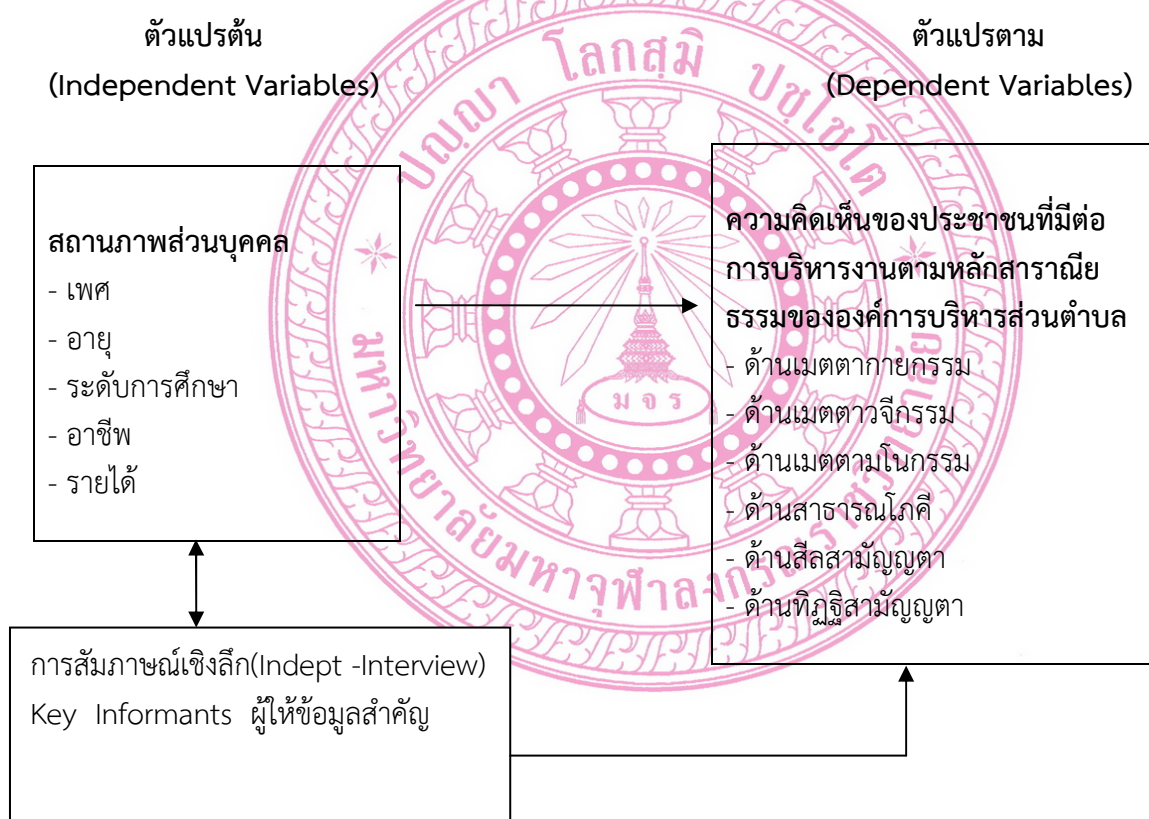 ตัวแปรต้น
(Independent Variables)
ตัวแปรตาม
(Dependent Variables)
ปญฺญา โลกสฺมิ ปชฺโชโต
สถานภาพส่วนบุคคล
- เพศ
- อายุ
- ระดับการศึกษา
- อาชีพ
- รายได้
ความคิดเห็นของประชาชนที่มีต่อ
การบริหารงานตามหลักสาราณีย
ธรรมขององค์การบริหารส่วนตำบล
- ด้านเมตตากายกรรม
- ด้านเมตตาวจีกรรม
- ด้านเมตตามโนกรรม
- ด้านสาธารณโภคี
- ด้านสีลสามัญญตา
- ด้านทิฏฐิสามัญญตา
ม จ ร
มหาวิทยาลัยมหาจุฬาลงกรณราชวิทยาลัย
การสัมภาษณ์เชิงลึก(Indept -Interview)
Key Informants ผู้ให้ข้อมูลสำคัญ